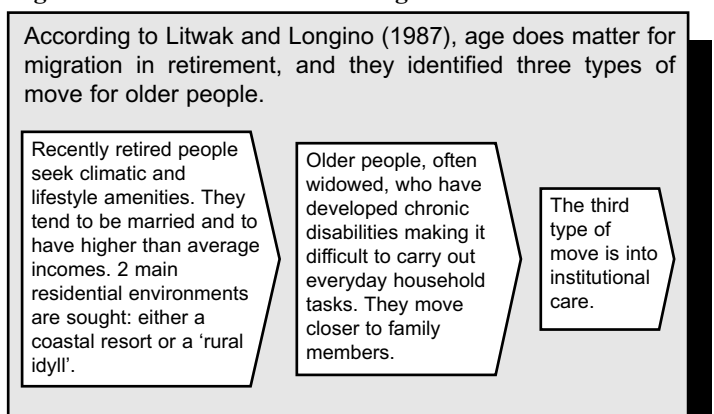 According to Litwak and Longino (1987), age does matter for
migration in retirement, and they identified three types of
move for older people.
Recently retired people
seek climatic and
lifestyle amenities. They
tend to be married and to
have higher than average
incomes. 2 main
residential environments
are sought: either a
coastal resort or a ‘rural
idyll’.
Older people, often
widowed, who have
developed chronic
disabilities making it
difficult to carry out
everyday household
tasks. They move
closer to family
members.
The third
type of
move is into
institutional
care.